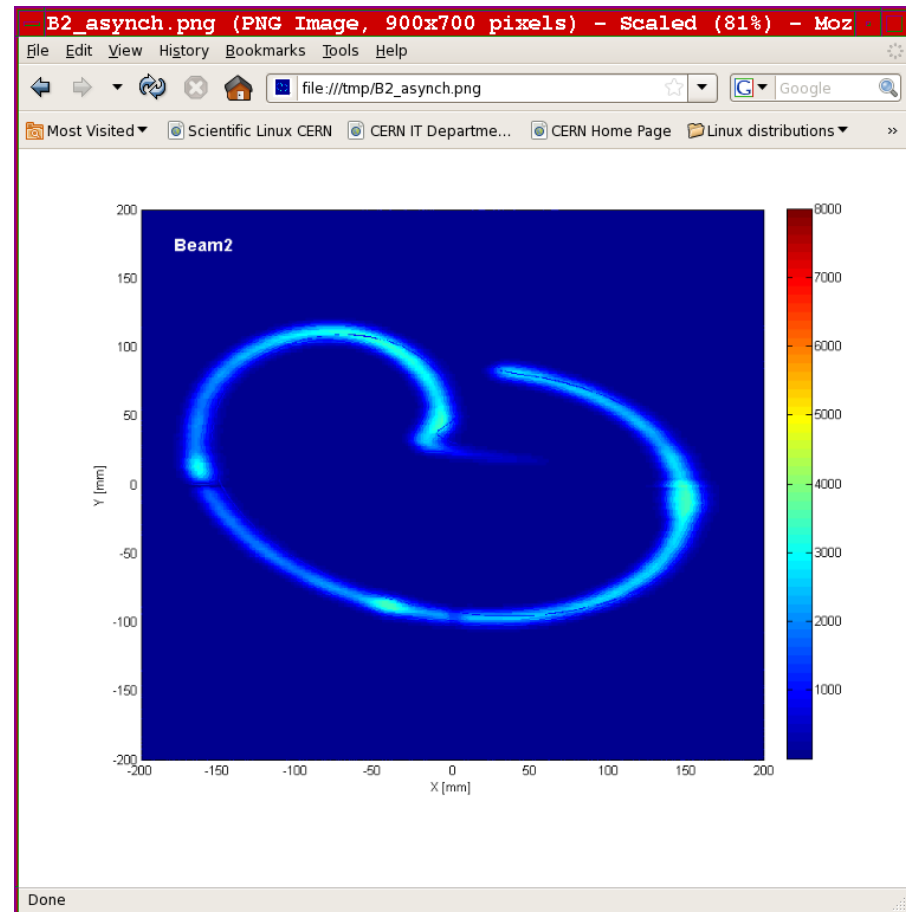 B2_asynch.png (PNG Image, 900x700 pixels) - Scaled (81%) - Moz
File Edit View History Bookmarks Tools Help
file:///tmp/B2_asynch.png Google
Most Visited Scientific Linux CERN CERN IT Departme... CERN Home Page Linux distributions »
Beam2
200
150
100
50
0
-50
-100
-150
-200
Y [mm]
-200 -150 -100 -50 0 50 100 150 200
X [mm]
8000
7000
6000
5000
4000
3000
2000
1000
Done